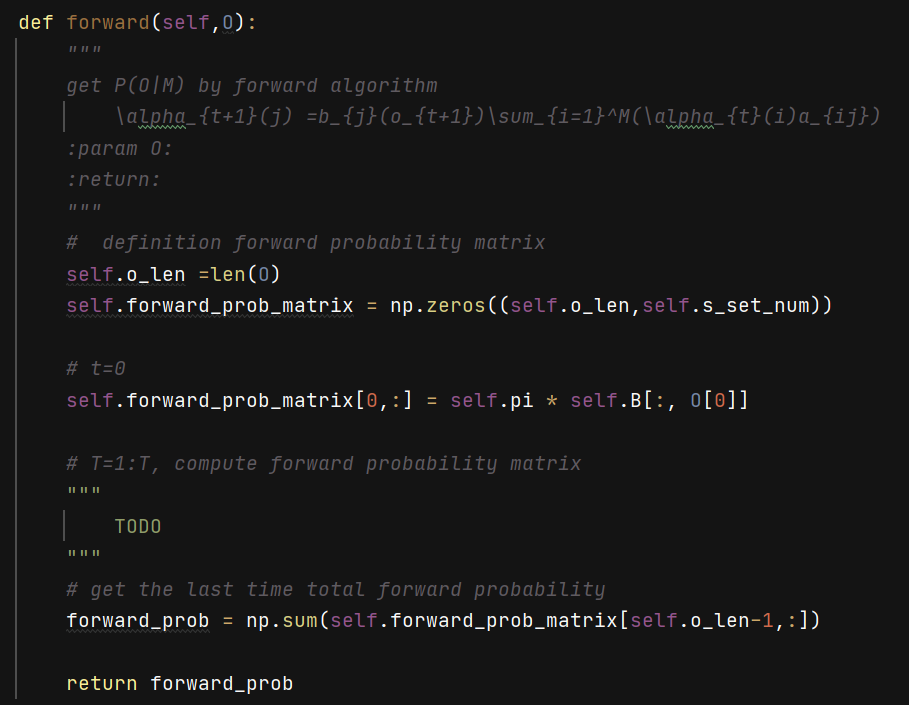 def forward(self,O):
    """
    get P(O|M) by forward algorithm
        \alpha_{t+1}(j) =b_{j}(o_{t+1})\sum_{i=1}^M(\alpha_{t}(i)a_{ij})
    :param O:
    :return:
    """
    #  definition forward probability matrix
    self.o_len =len(O)
    self.forward_prob_matrix = np.zeros((self.o_len,self.s_set_num))
    # t=0
    self.forward_prob_matrix[0,:] = self.pi * self.B[:, O[0]]
    # T=1:T, compute forward probability matrix
    """
        TODO
    """
    # get the last time total forward probability
    forward_prob = np.sum(self.forward_prob_matrix[self.o_len-1,:])
    return forward_prob